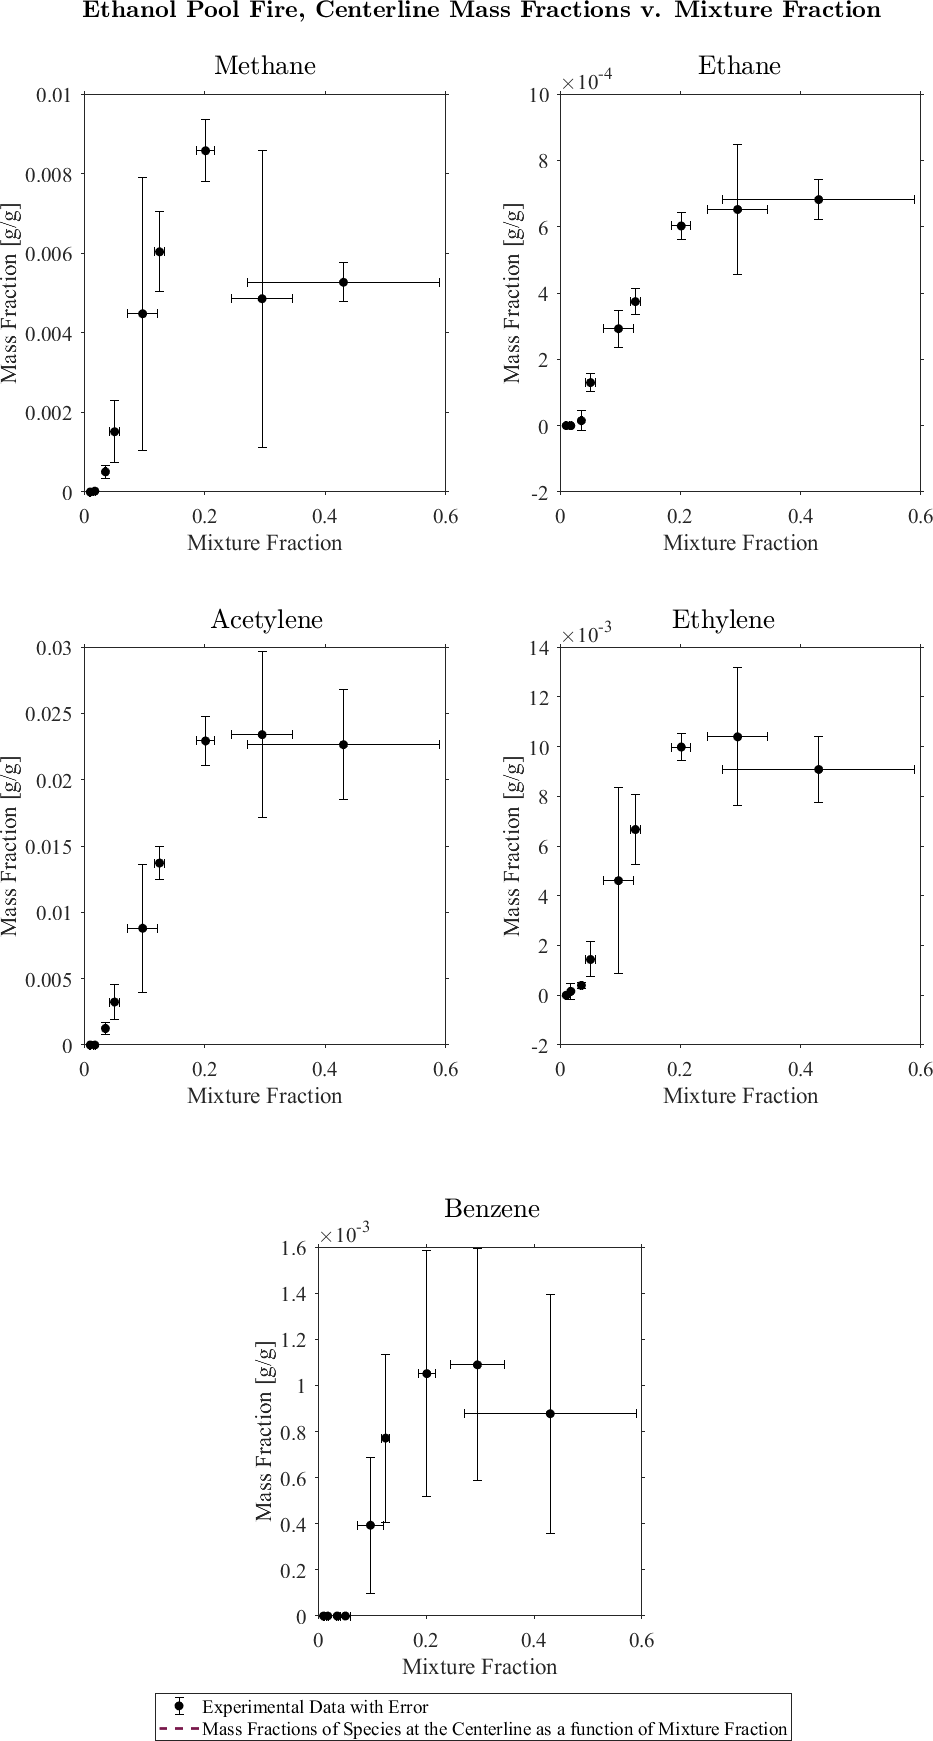 Ethanol Pool Fire, Centerline Mass Fractions v. Mixture Fraction
Methane
0.01
0.008
0.006
0.004
0.002
0
Mass Fraction [g/g]
0 0.2 0.4 0.6
Mixture Fraction
Ethane
×10-4
10
8
6
4
2
0
-2
Mass Fraction [g/g]
0 0.2 0.4 0.6
Mixture Fraction
Acetylene
0.03
0.025
0.02
0.015
0.01
0.005
0
Mass Fraction [g/g]
0 0.2 0.4 0.6
Mixture Fraction
Ethylene
×10-3
14
12
10
8
6
4
2
0
-2
Mass Fraction [g/g]
0 0.2 0.4 0.6
Mixture Fraction
Benzene
×10-3
1.6
1.4
1.2
1
0.8
0.6
0.4
0.2
0
Mass Fraction [g/g]
0 0.2 0.4 0.6
Mixture Fraction
Experimental Data with Error
Mass Fractions of Species at the Centerline as a function of Mixture Fraction